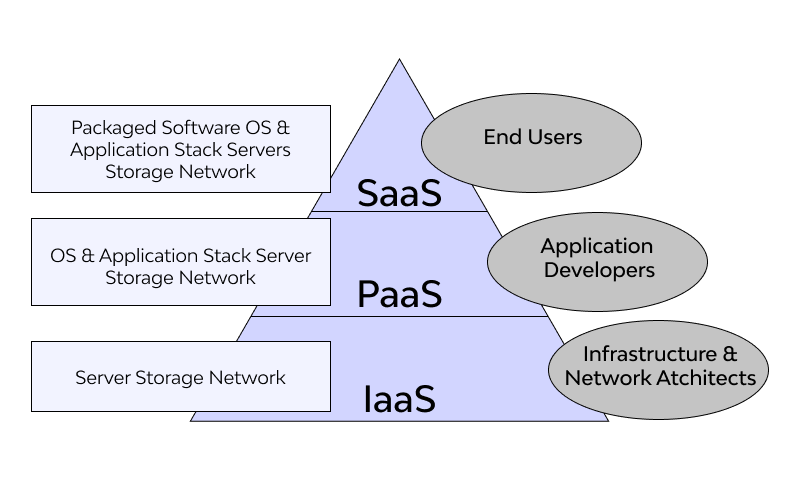 Packaged Software OS &
Application Stack Servers
Storage Network
End Users
SaaS
OS & Application Stack Server
Storage Network
Application
Developers
PaaS
Server Storage Network
Infrastructure &
Network Atchitects
IaaS